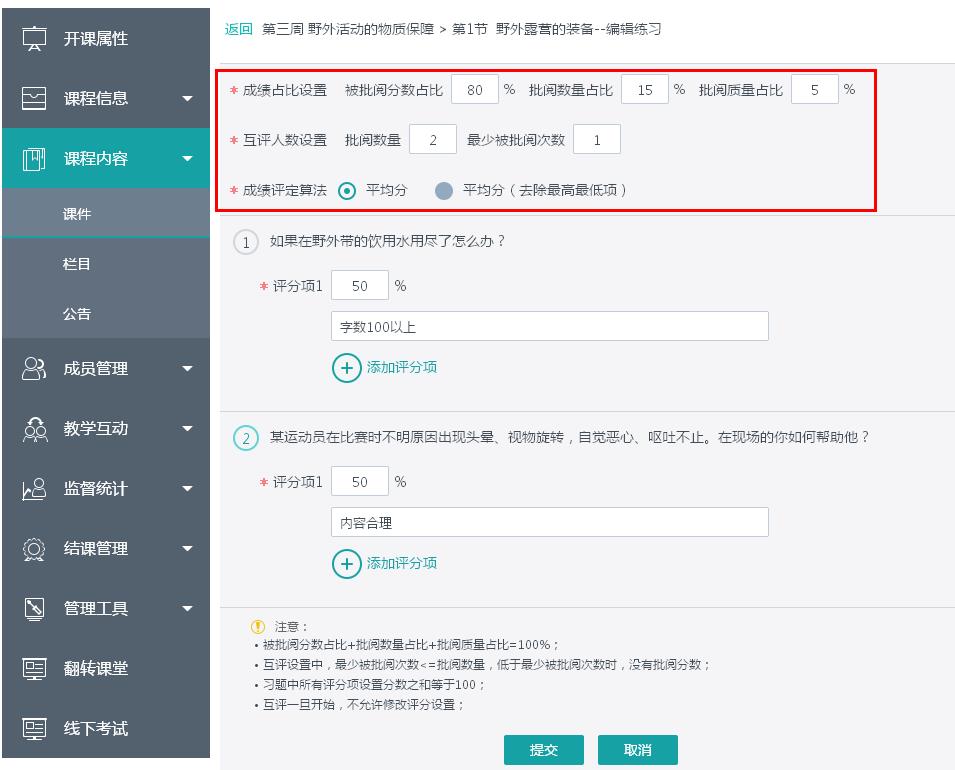 开课属性
课程信息
课程内容
课件
栏目
公告
成员管理
教学互动
监督统计
结课管理
管理工具
翻转课堂
线下考试
返回 第三周 野外活动的物质保障 > 第1节 野外露营的装备--编辑练习
* 成绩占比设置 被批阅分数占比 80 % 批阅数量占比 15 % 批阅质量占比 5 %
* 互评人数设置 批阅数量 2 最少被批阅次数 1
* 成绩评定算法 平均分 平均分（去除最高最低项）
1 如果在野外带的饮用水用尽了怎么办？
* 评分项1 50 %
字数100以上
+ 添加评分项
2 某运动员在比赛时不明原因出现头晕、视物旋转，自觉恶心、呕吐不止。在现场的你如何帮助他？
* 评分项1 50 %
内容合理
+ 添加评分项
! 注意：
• 被批阅分数占比+批阅数量占比+批阅质量占比=100%；
• 互评设置中，最少被批阅次数<=批阅数量，低于最少被批阅次数时，没有批阅分数；
• 习题中所有评分项设置分数之和等于100；
• 互评一旦开始，不允许修改评分设置；
提交 取消